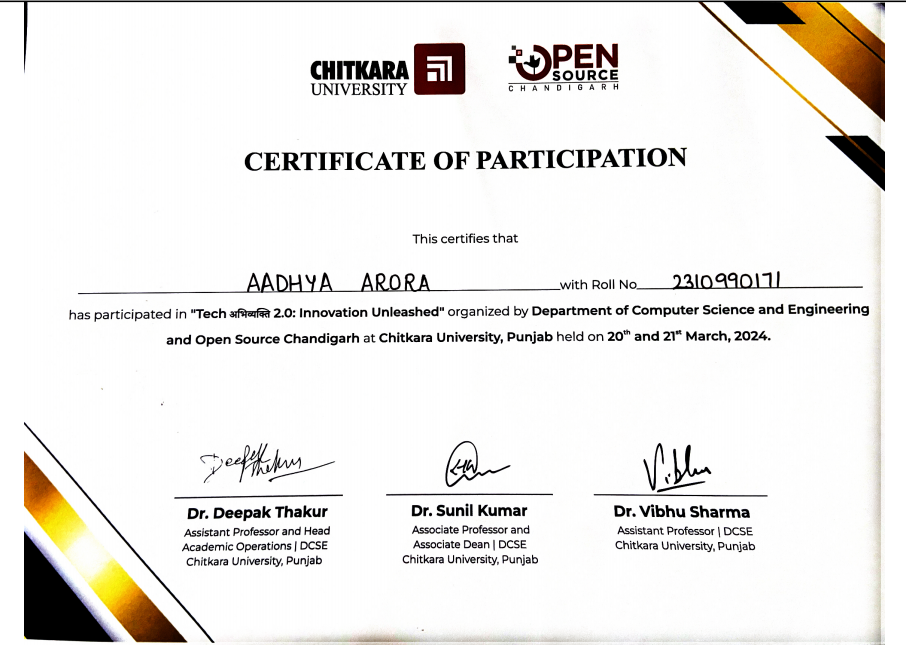 CHITKARA
UNIVERSITY
OPEN
SOURCE
CHANDIGARH
CERTIFICATE OF PARTICIPATION
This certifies that
AADHYA ARORA with Roll No 2310990171
has participated in "Tech अभिव्यक्ति 2.0: Innovation Unleashed" organized by Department of Computer Science and Engineering
and Open Source Chandigarh at Chitkara University, Punjab held on 20th and 21st March, 2024.
Deepak Thakur
Vibhu
Dr. Deepak Thakur
Assistant Professor and Head
Academic Operations | DCSE
Chitkara University, Punjab
Dr. Sunil Kumar
Associate Professor and
Associate Dean | DCSE
Chitkara University, Punjab
Dr. Vibhu Sharma
Assistant Professor | DCSE
Chitkara University, Punjab